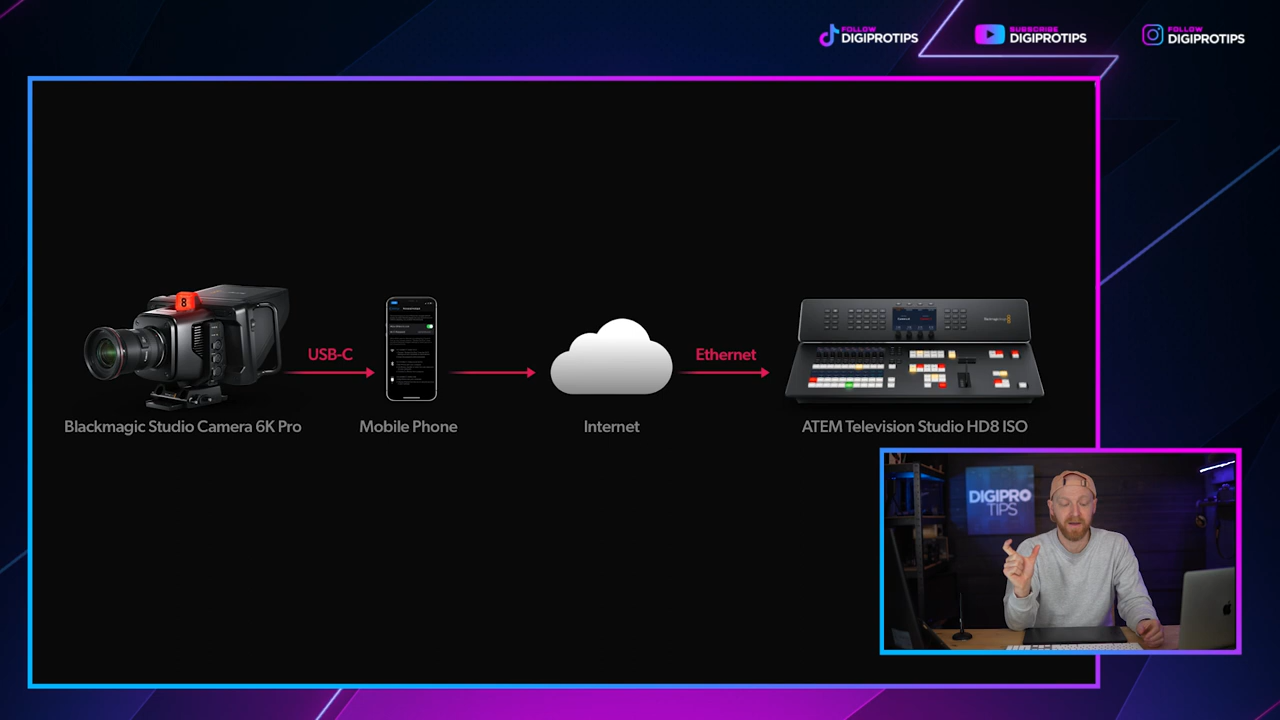 FOLLOW
DIGIPROTIPS
SUBSCRIBE
DIGIPROTIPS
FOLLOW
DIGIPROTIPS
8
USB-C
Ethernet
Blackmagic Studio Camera 6K Pro
Mobile Phone
Internet
ATEM Television Studio HD8 ISO
DIGIPRO
TIPS